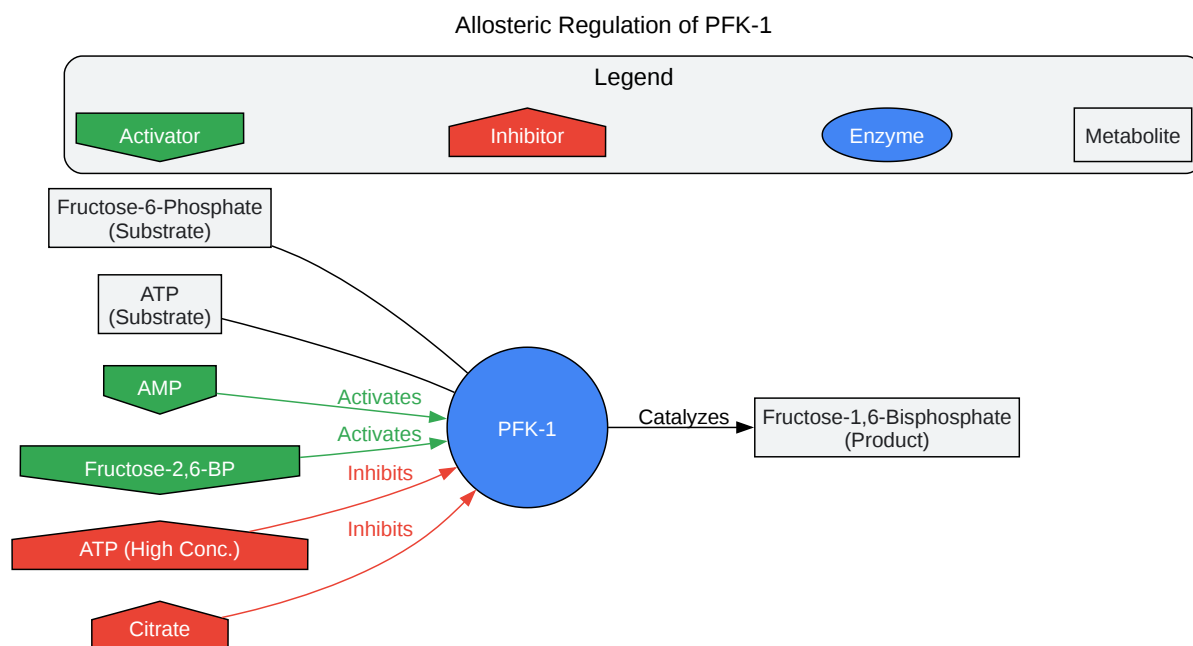 Allosteric Regulation of PFK-1
Legend
Activator
Inhibitor
Enzyme
Metabolite
Fructose-6-Phosphate
(Substrate)
ATP
(Substrate)
AMP
Activates
Fructose-2,6-BP
Activates
ATP (High Conc.)
Inhibits
Citrate
Inhibits
PFK-1
Catalyzes
Fructose-1,6-Bisphosphate
(Product)